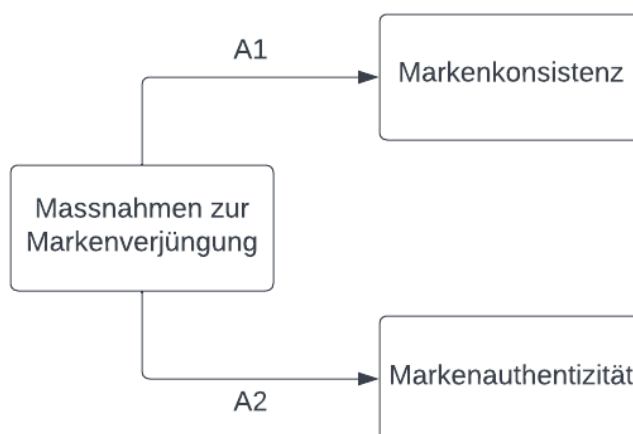 A1
Markenkonsistenz
Massnahmen zur
Markenverjüngung
Markenauthentizität
A2